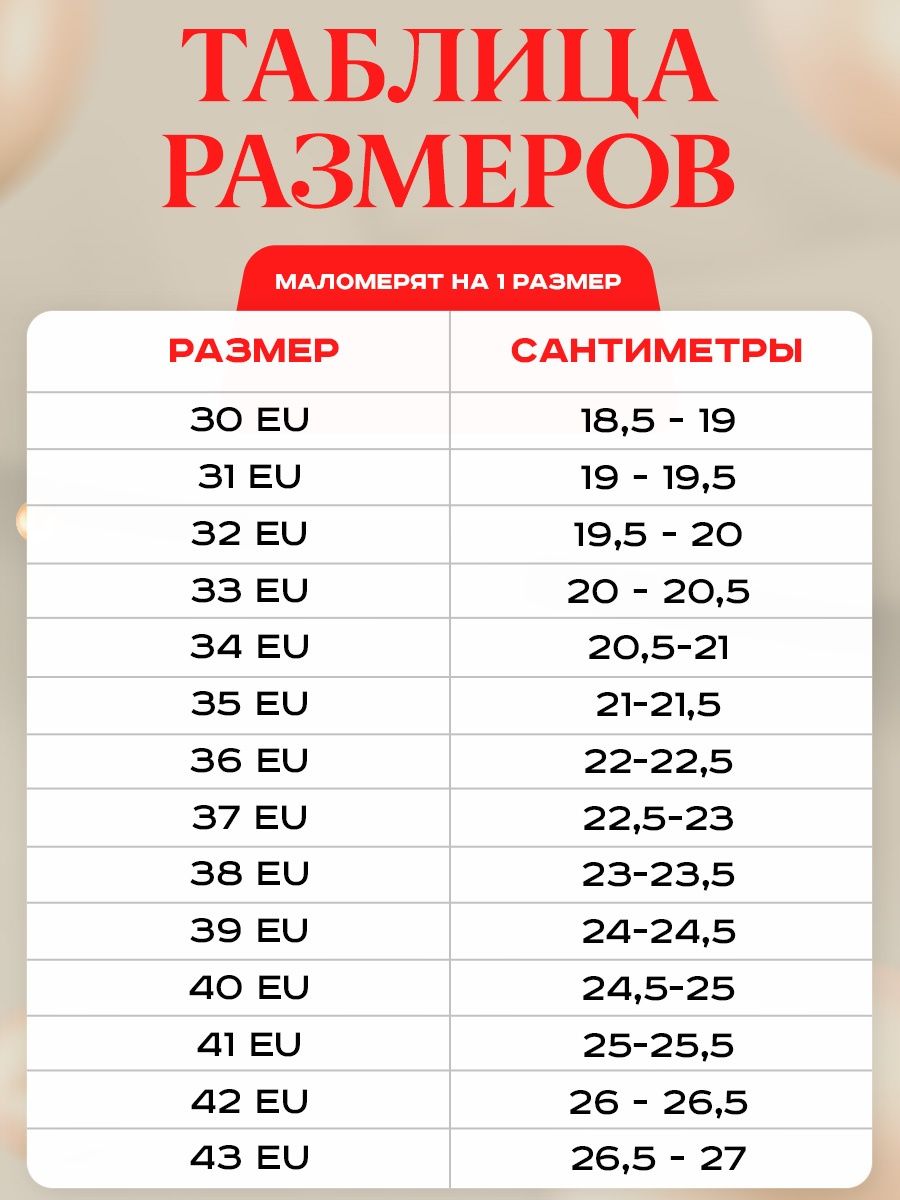 ТАБЛИЦА
РАЗМЕРОВ
МАЛОМЕРЯТ НА 1 РАЗМЕР
РАЗМЕР САНТИМЕТРЫ
30 EU 18,5 - 19
31 EU 19 - 19,5
32 EU 19,5 - 20
33 EU 20 - 20,5
34 EU 20,5-21
35 EU 21-21,5
36 EU 22-22,5
37 EU 22,5-23
38 EU 23-23,5
39 EU 24-24,5
40 EU 24,5-25
41 EU 25-25,5
42 EU 26 - 26,5
43 EU 26,5 - 27